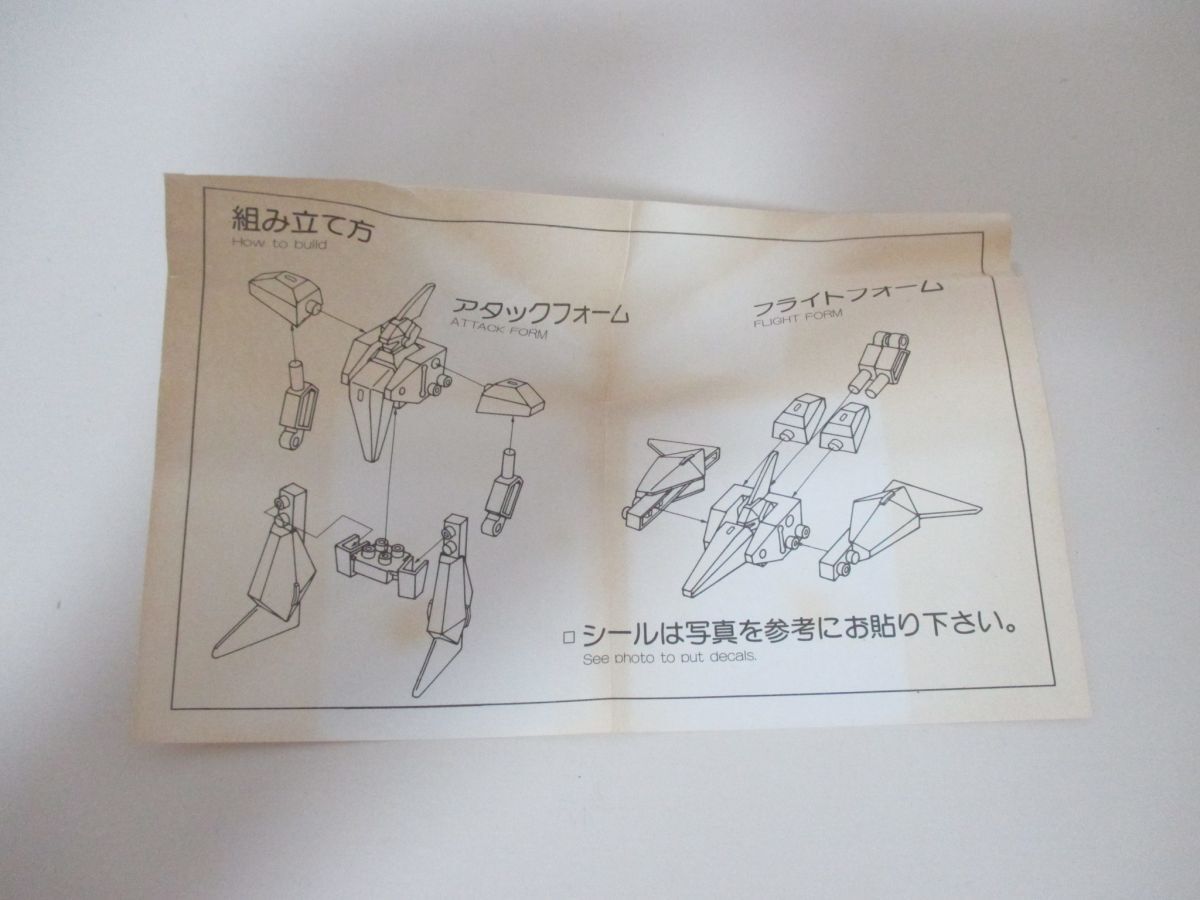 組み立て方
How to build
アタックフォーム
ATTACK FORM
フライトフォーム
FLIGHT FORM
□ シールは写真を参考にお貼り下さい。
See photo to put decals.